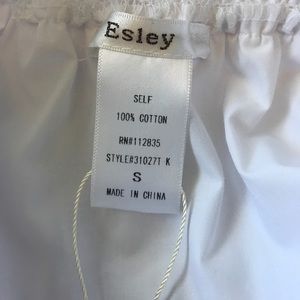 Esley
SELF
100% COTTON
RN#112835
STYLE#31027T K
S
MADE IN CHINA